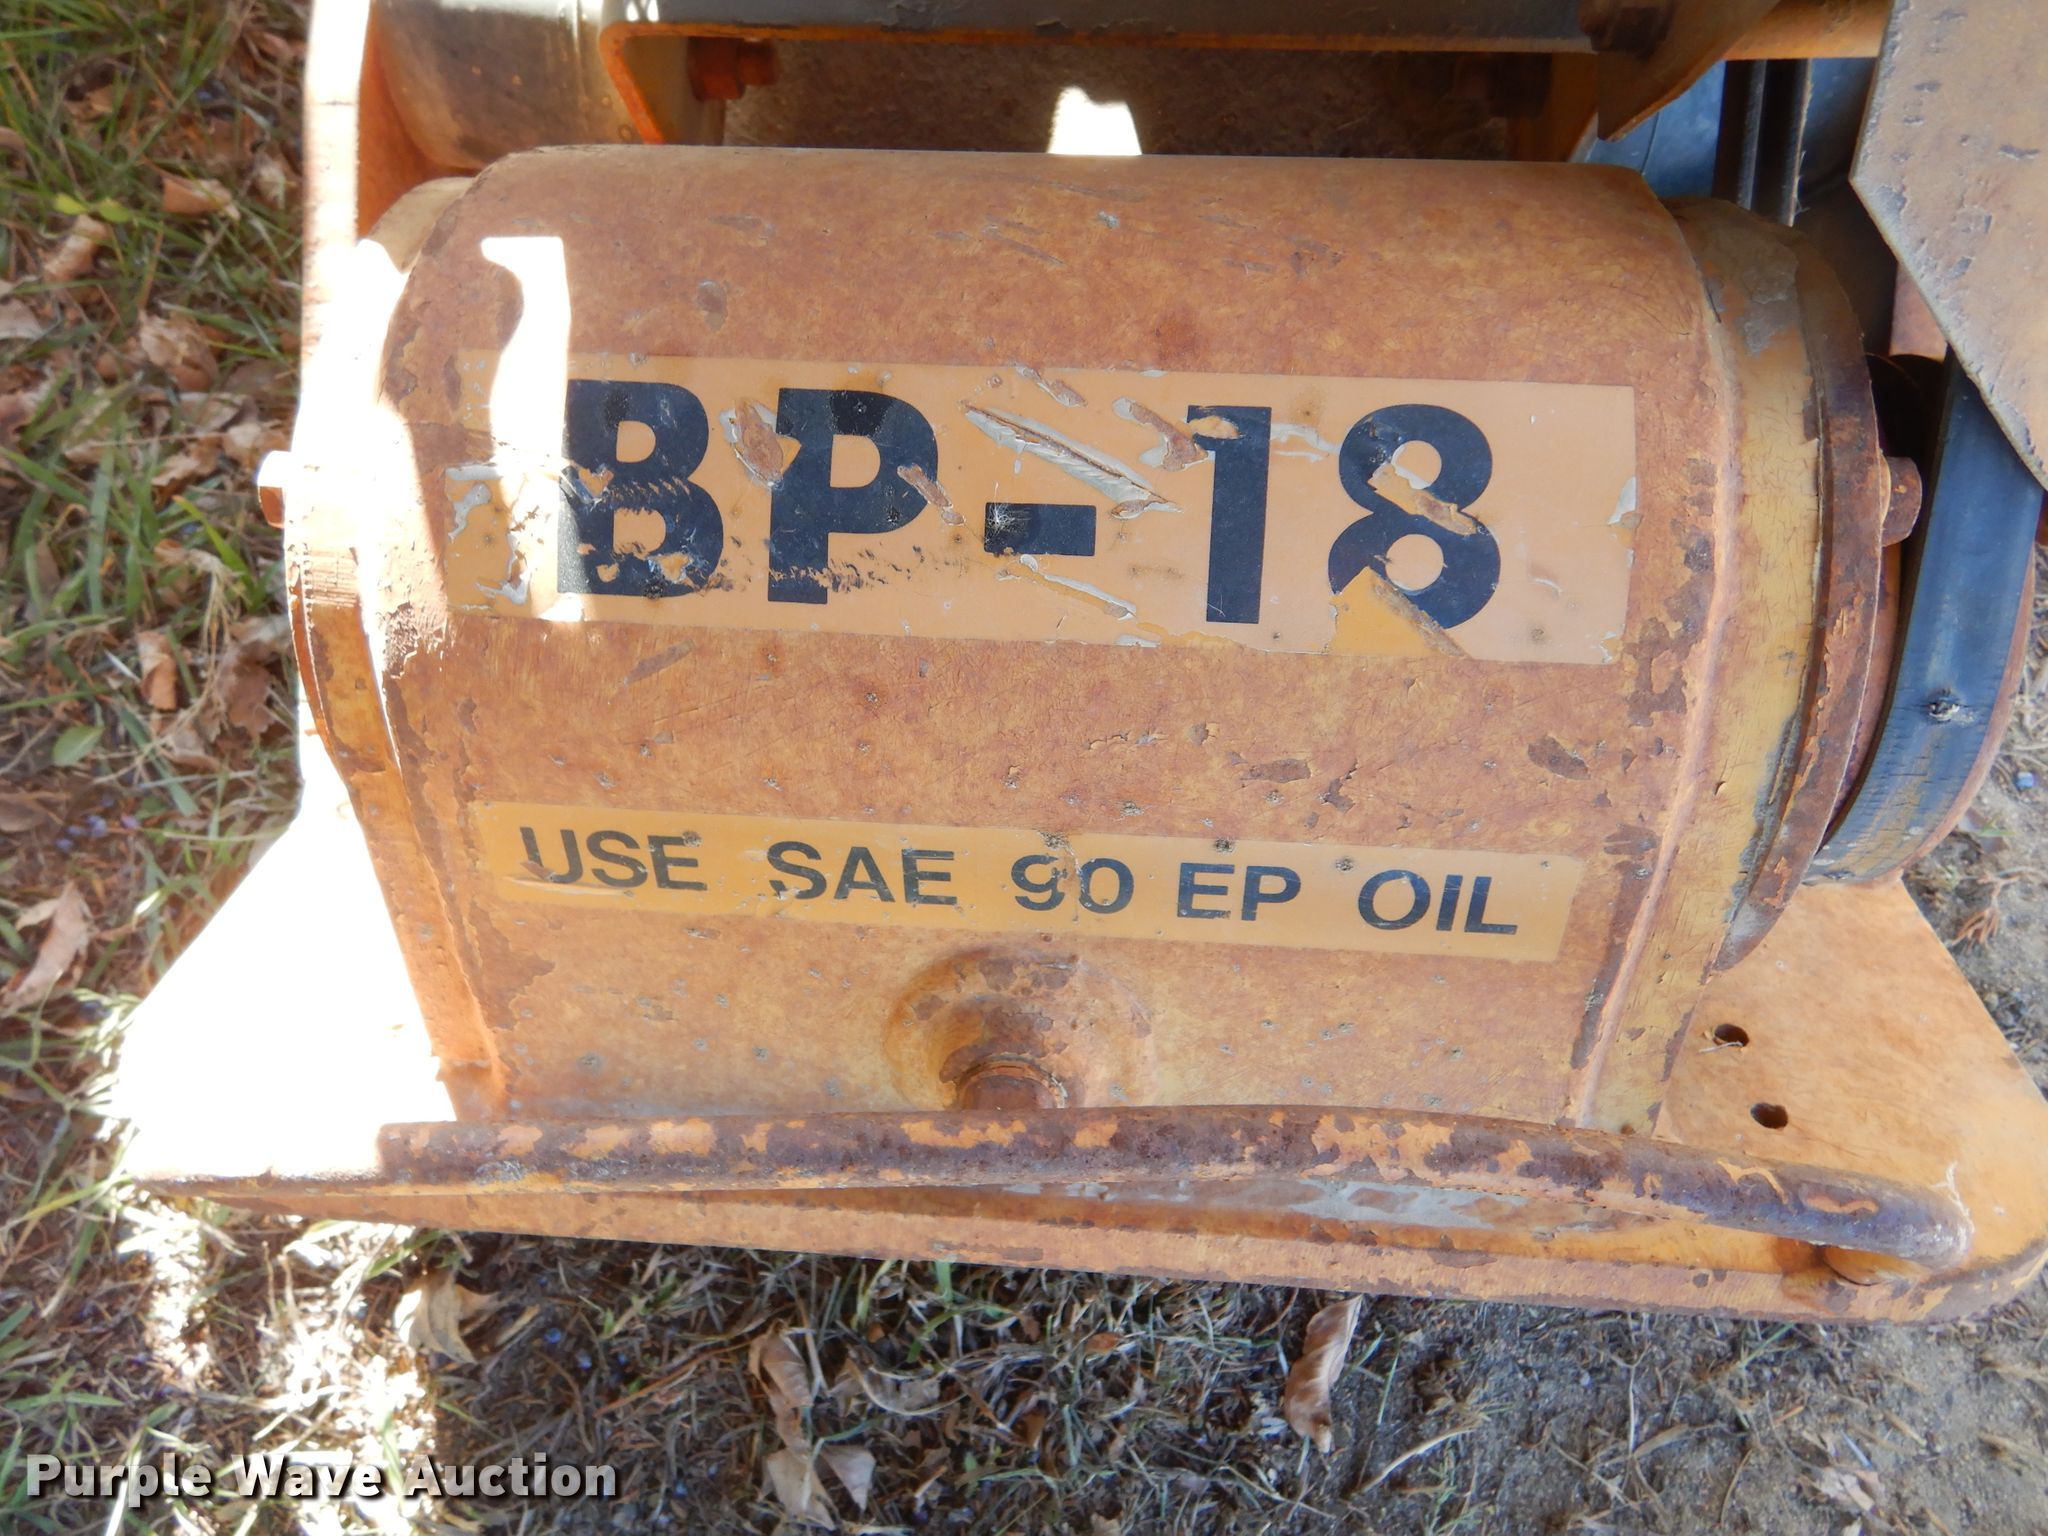 BP-18
USE SAE 90 EP OIL
Purple Wave Auction